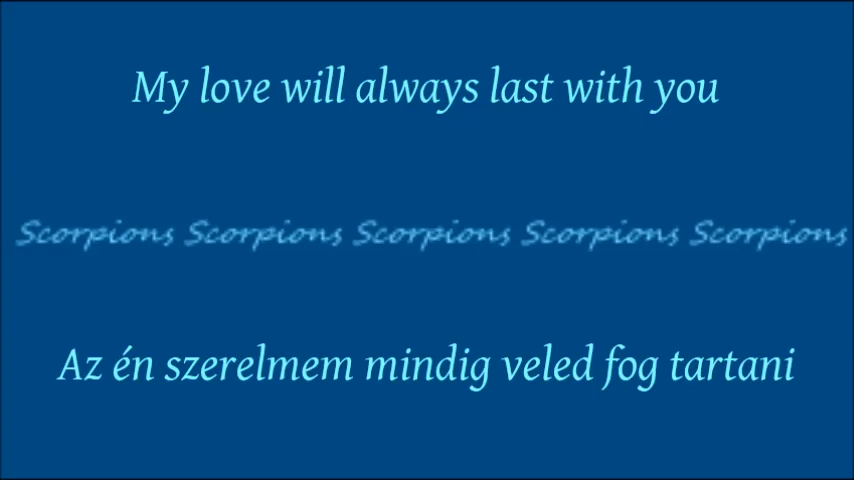 My love will always last with you
Scorpions Scorpions Scorpions Scorpions Scorpions
Az én szerelmem mindig veled fog tartani